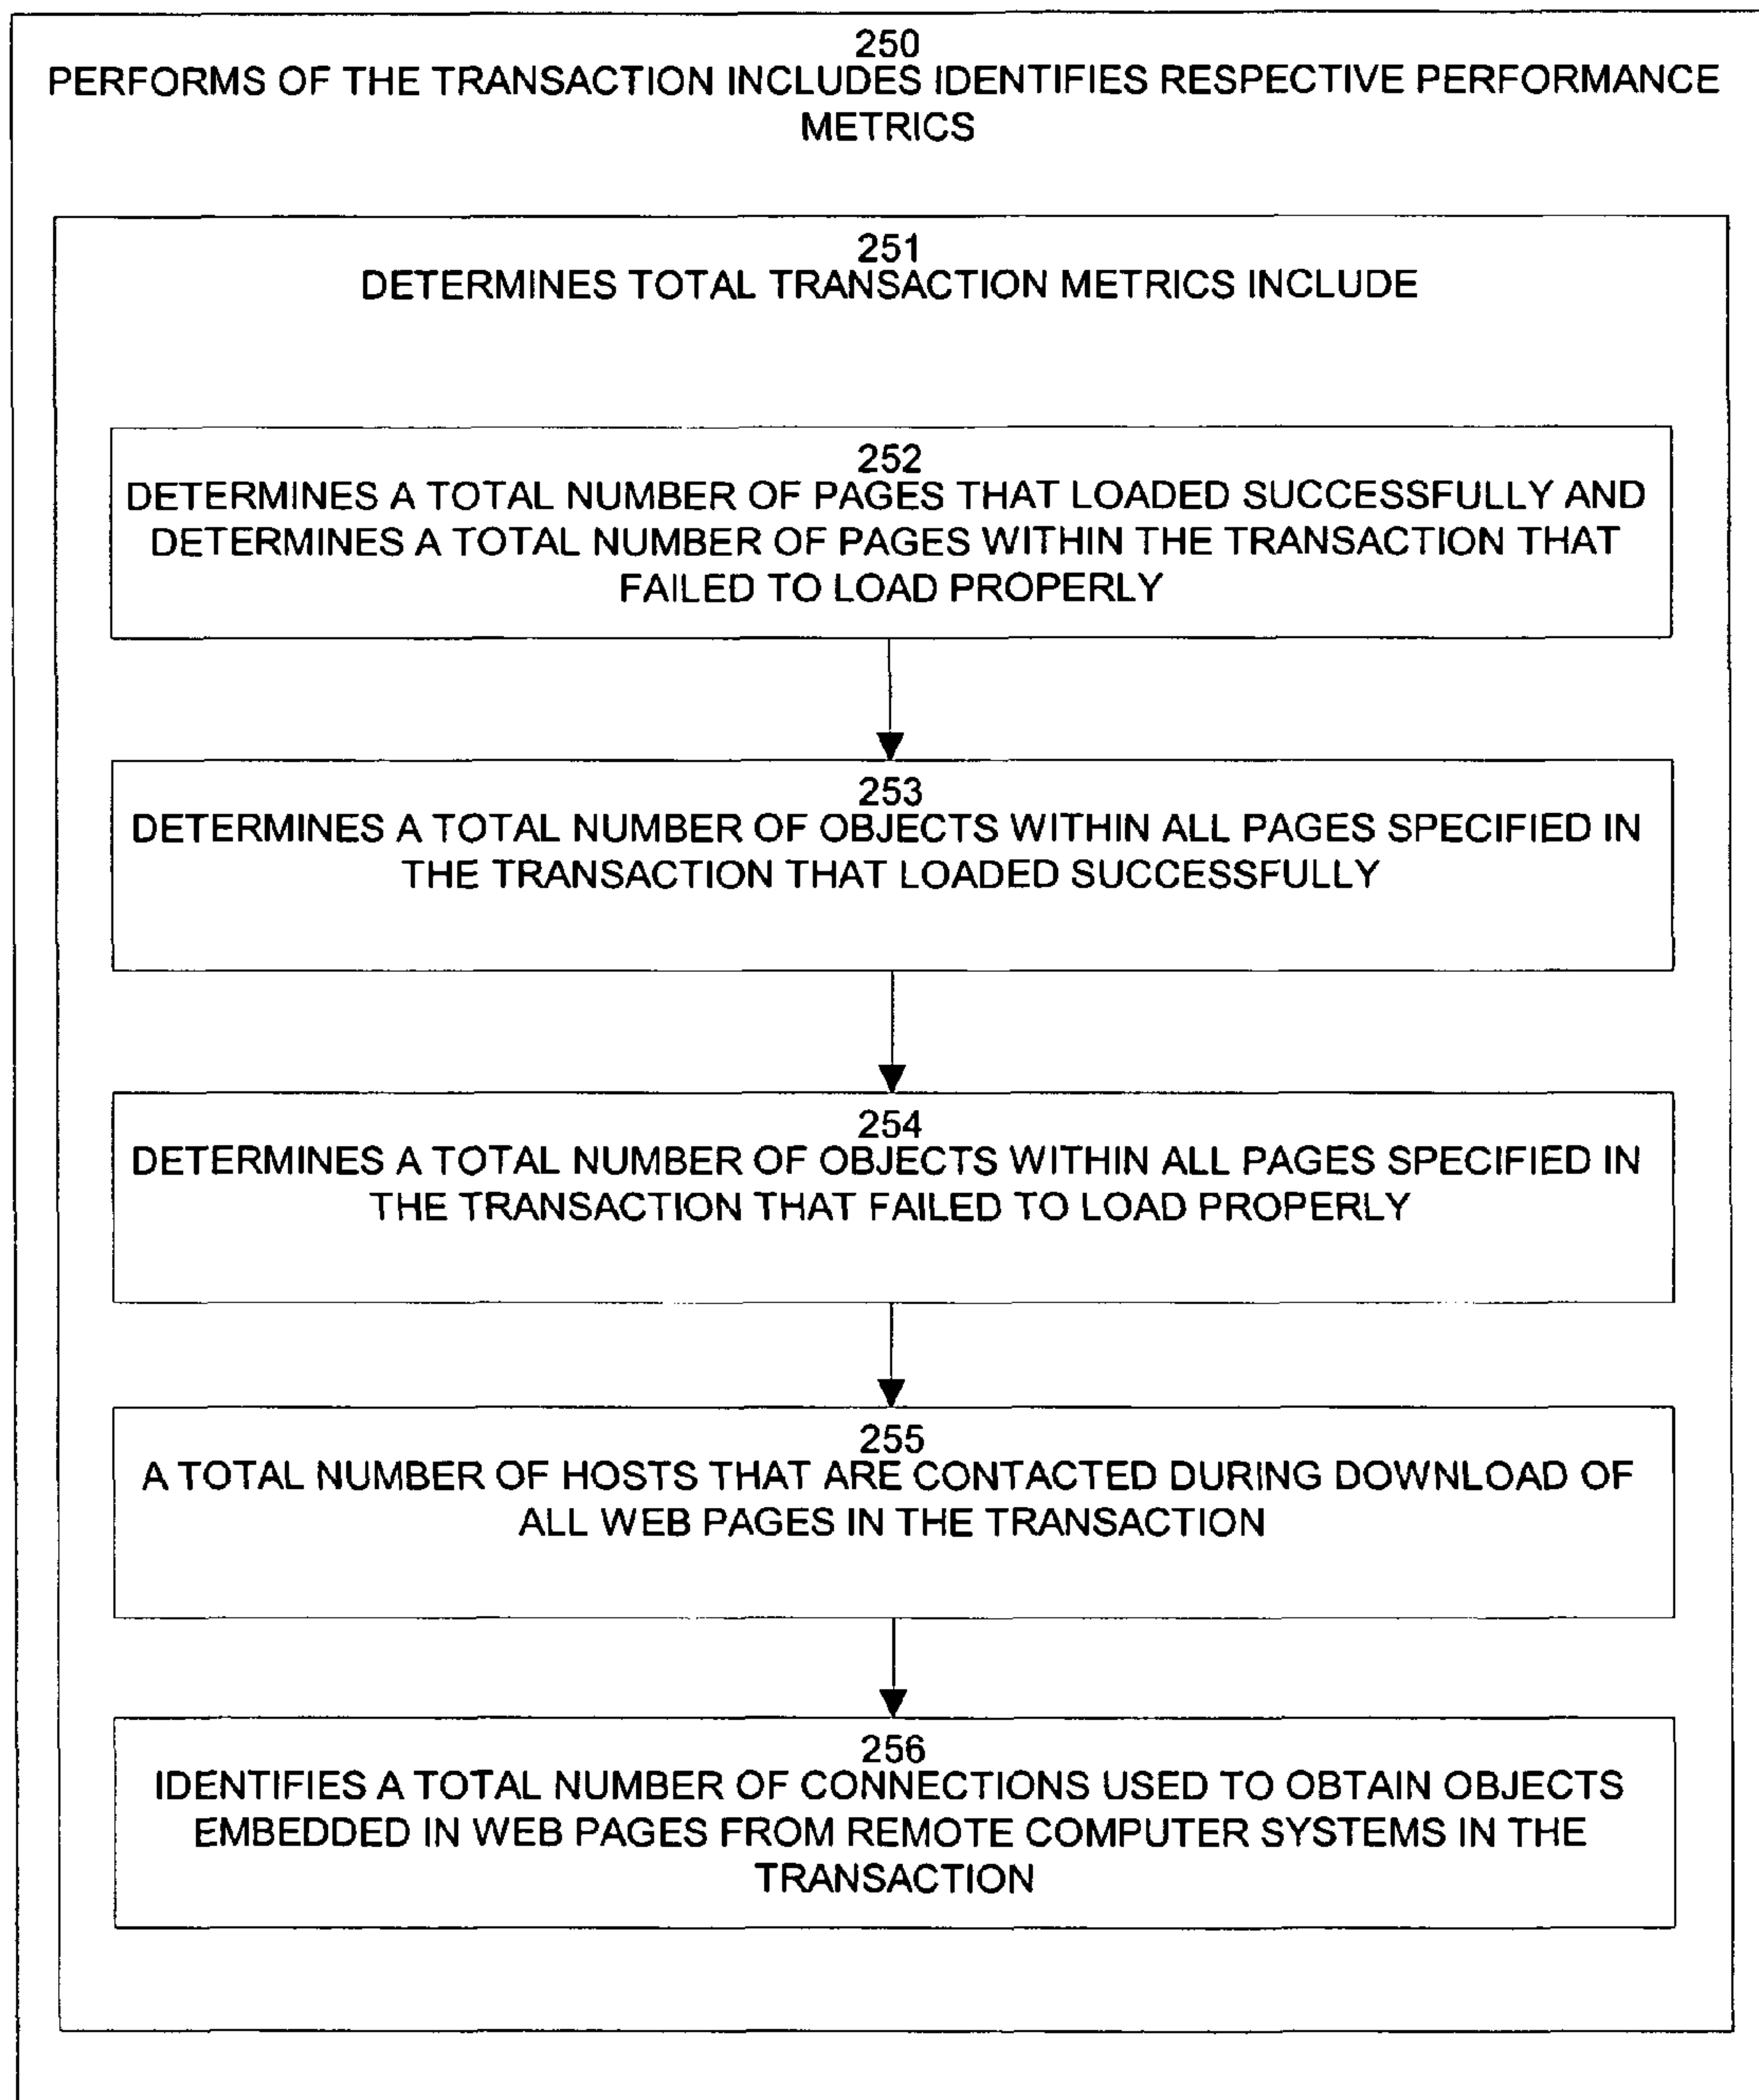 250
PERFORMS OF THE TRANSACTION INCLUDES IDENTIFIES RESPECTIVE PERFORMANCE
METRICS
251
DETERMINES TOTAL TRANSACTION METRICS INCLUDE
252
DETERMINES A TOTAL NUMBER OF PAGES THAT LOADED SUCCESSFULLY AND
DETERMINES A TOTAL NUMBER OF PAGES WITHIN THE TRANSACTION THAT
FAILED TO LOAD PROPERLY
253
DETERMINES A TOTAL NUMBER OF OBJECTS WITHIN ALL PAGES SPECIFIED IN
THE TRANSACTION THAT LOADED SUCCESSFULLY
254
DETERMINES A TOTAL NUMBER OF OBJECTS WITHIN ALL PAGES SPECIFIED IN
THE TRANSACTION THAT FAILED TO LOAD PROPERLY
255
A TOTAL NUMBER OF HOSTS THAT ARE CONTACTED DURING DOWNLOAD OF
ALL WEB PAGES IN THE TRANSACTION
256
IDENTIFIES A TOTAL NUMBER OF CONNECTIONS USED TO OBTAIN OBJECTS
EMBEDDED IN WEB PAGES FROM REMOTE COMPUTER SYSTEMS IN THE
TRANSACTION